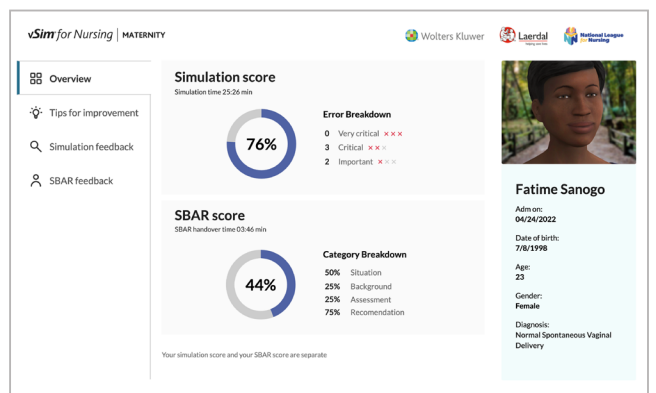 vSim for Nursing | MATERNITY
Wolters Kluwer
Laerdal
helping save lives
National League
for Nursing
Overview
Tips for improvement
Simulation feedback
SBAR feedback
Simulation score
Simulation time 25:26 min
76%
Error Breakdown
0 Very critical ×××
3 Critical ×××
2 Important ×××
SBAR score
SBAR handover time 03:46 min
44%
Category Breakdown
50% Situation
25% Background
25% Assessment
75% Recomendation
Your simulation score and your SBAR score are separate
Fatime Sanogo
Adm on:
04/24/2022
Date of birth:
7/8/1998
Age:
23
Gender:
Female
Diagnosis:
Normal Spontaneous Vaginal
Delivery